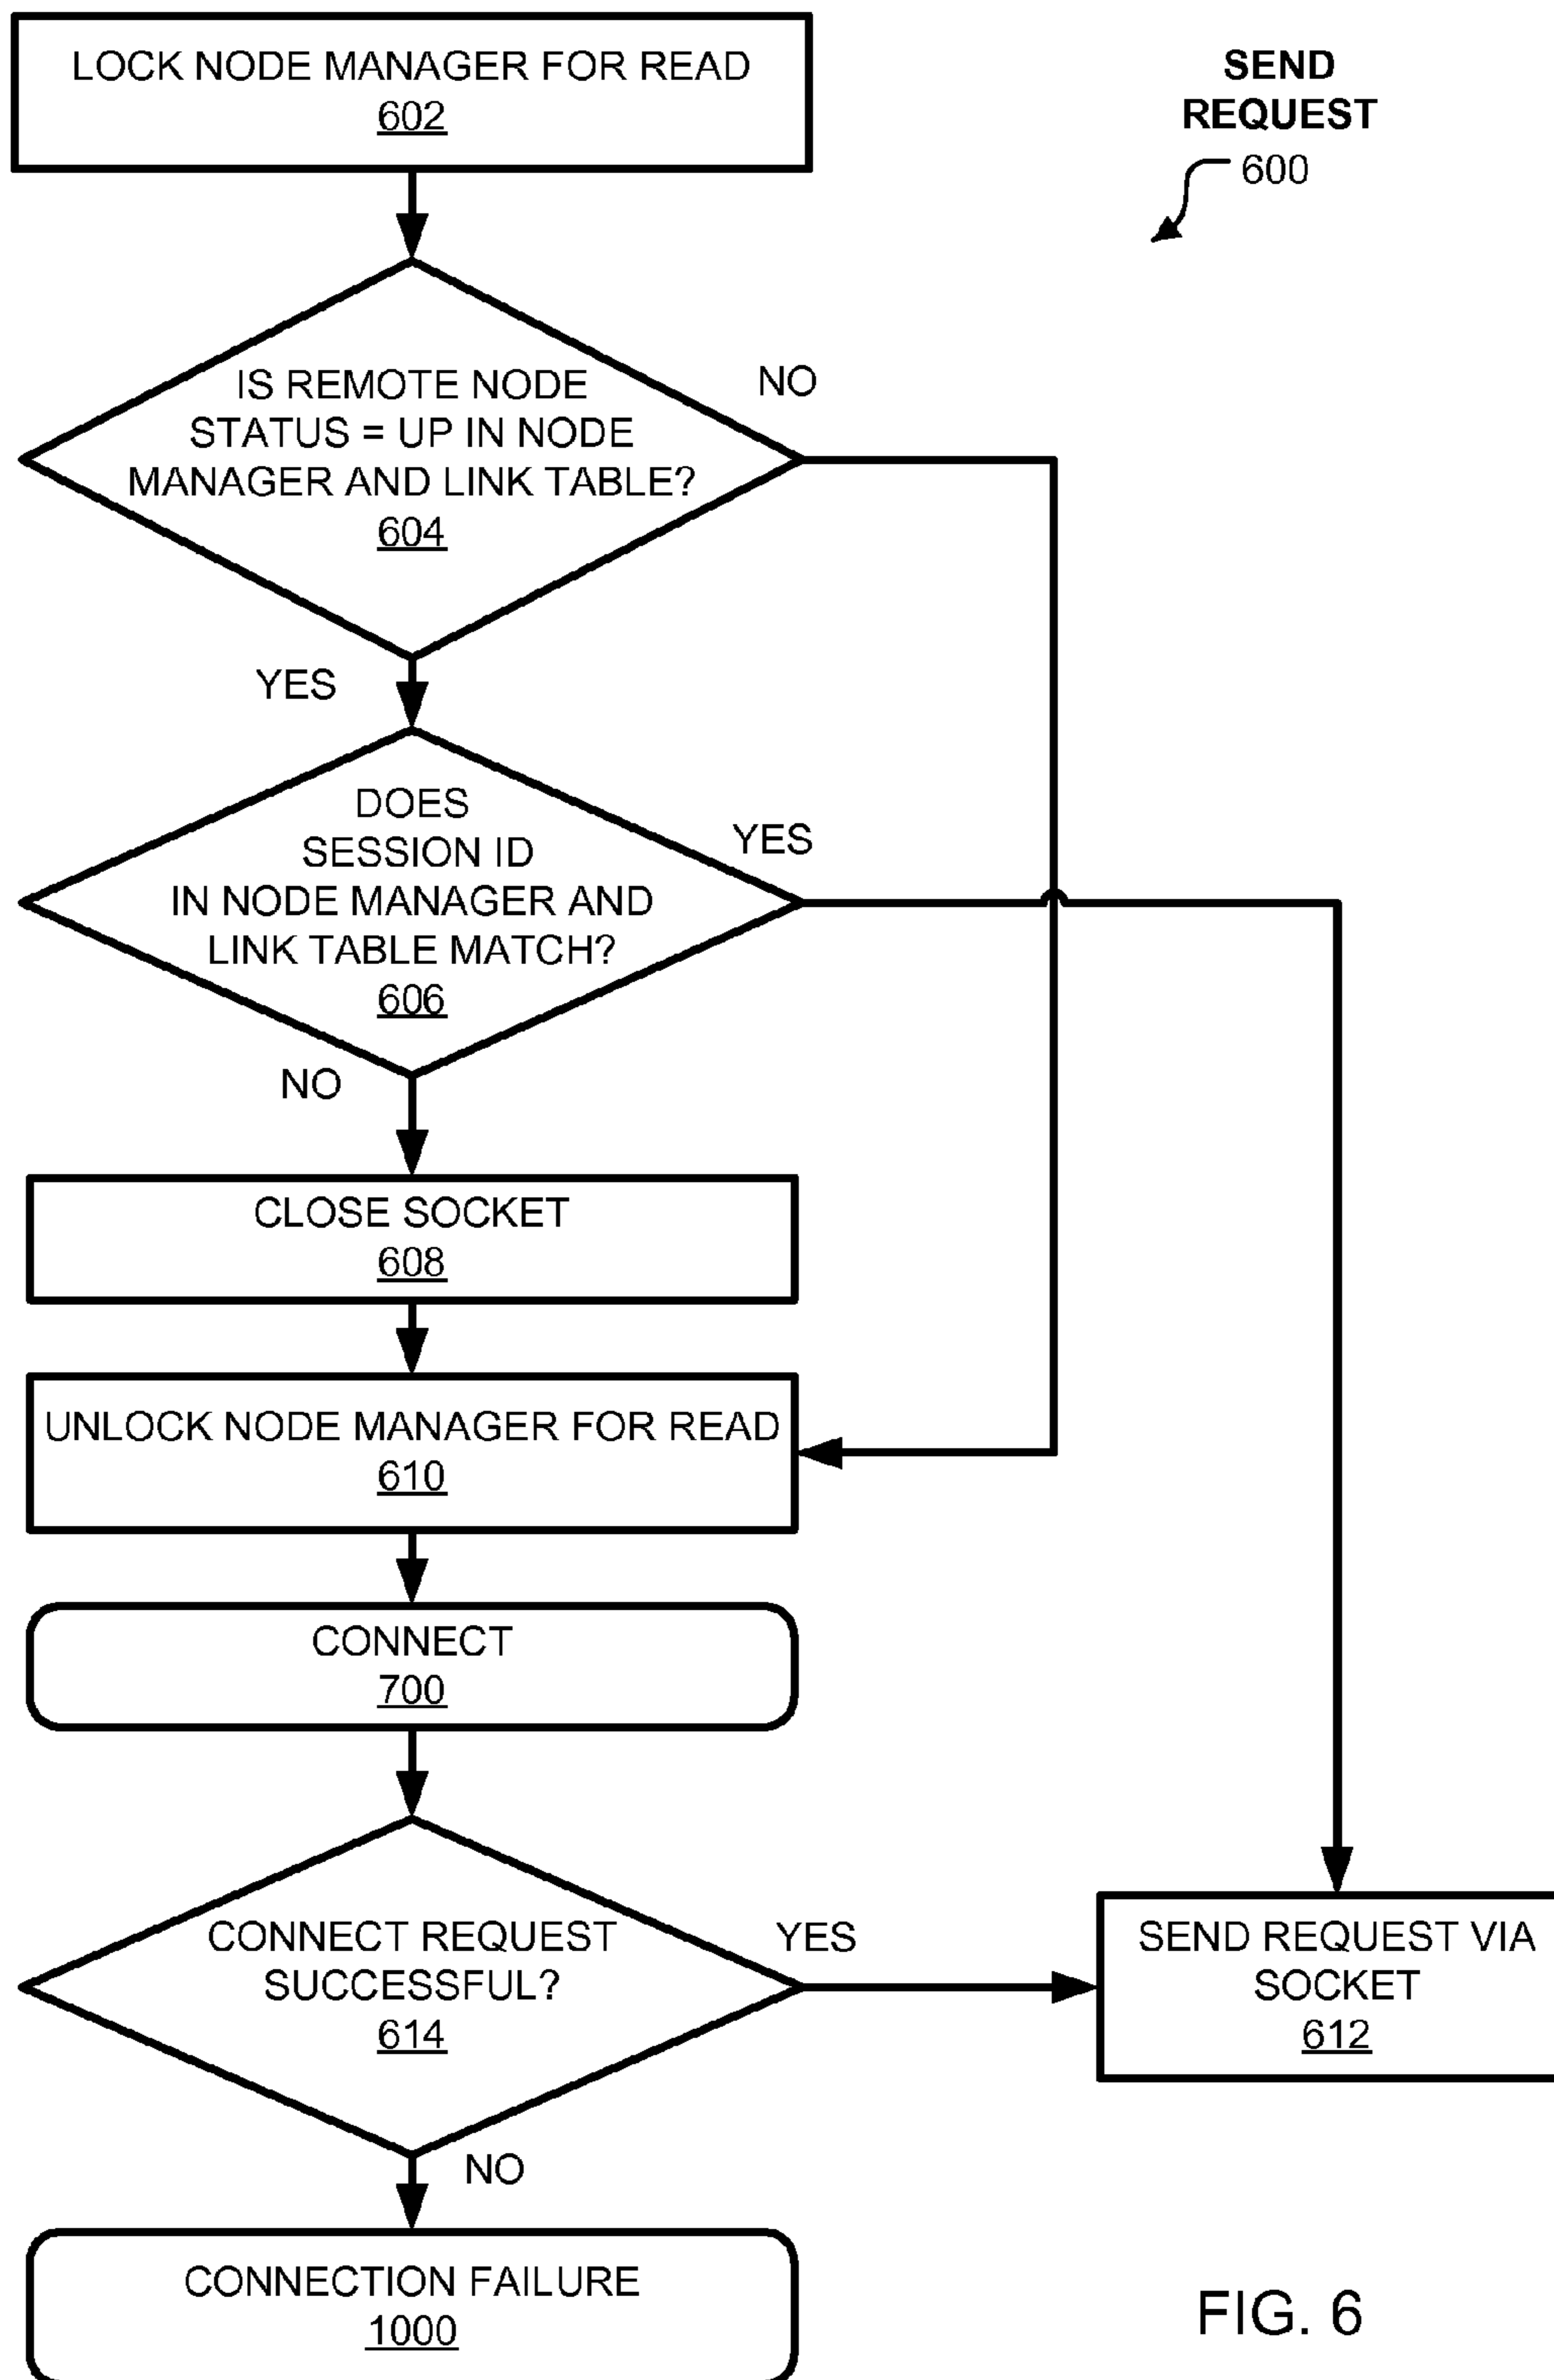 LOCK NODE MANAGER FOR READ
602
SEND
REQUEST
600
IS REMOTE NODE
STATUS = UP IN NODE
MANAGER AND LINK TABLE?
604
NO
YES
DOES
SESSION ID
IN NODE MANAGER AND
LINK TABLE MATCH?
606
YES
NO
CLOSE SOCKET
608
UNLOCK NODE MANAGER FOR READ
610
CONNECT
700
CONNECT REQUEST
SUCCESSFUL?
614
YES
SEND REQUEST VIA
SOCKET
612
NO
CONNECTION FAILURE
1000
FIG. 6